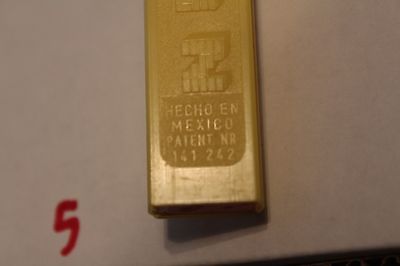 Z
HECHO EN
MEXICO
PATENT. NR
141 242
5